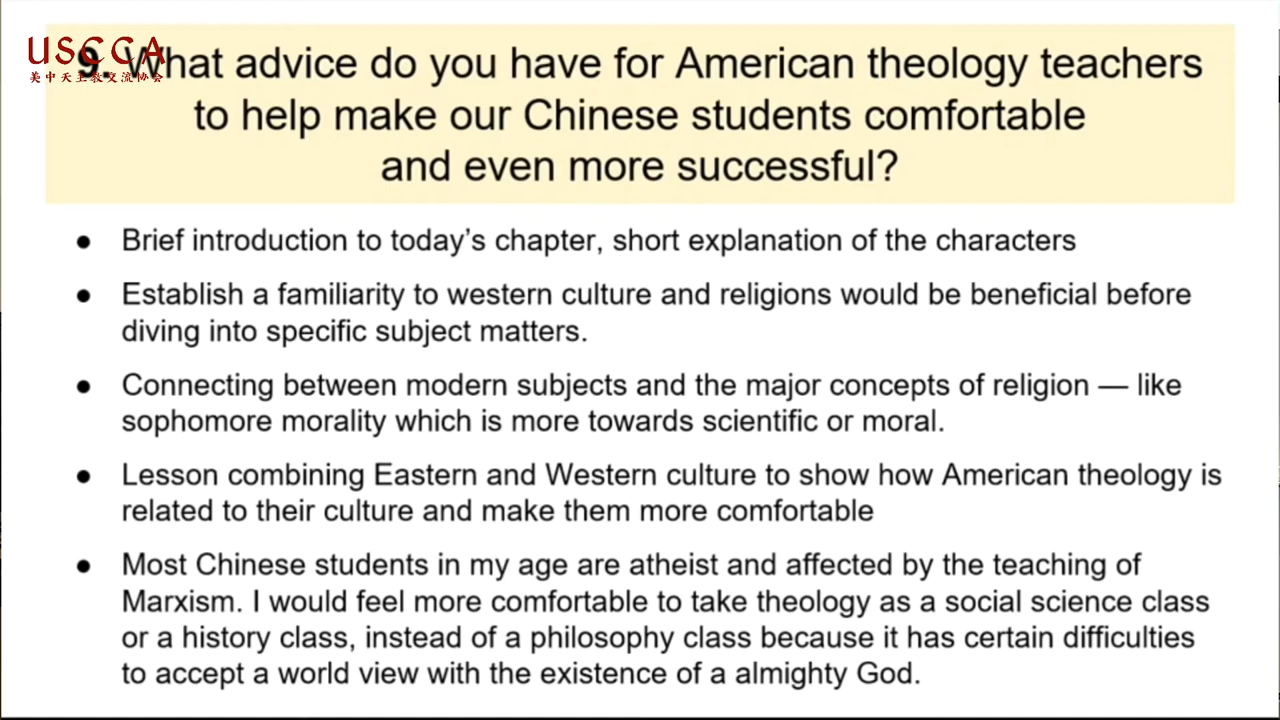 USCCA
美中天主教交流协会
9. What advice do you have for American theology teachers
to help make our Chinese students comfortable
and even more successful?
● Brief introduction to today’s chapter, short explanation of the characters
● Establish a familiarity to western culture and religions would be beneficial before
diving into specific subject matters.
● Connecting between modern subjects and the major concepts of religion — like
sophomore morality which is more towards scientific or moral.
● Lesson combining Eastern and Western culture to show how American theology is
related to their culture and make them more comfortable
● Most Chinese students in my age are atheist and affected by the teaching of
Marxism. I would feel more comfortable to take theology as a social science class
or a history class, instead of a philosophy class because it has certain difficulties
to accept a world view with the existence of a almighty God.